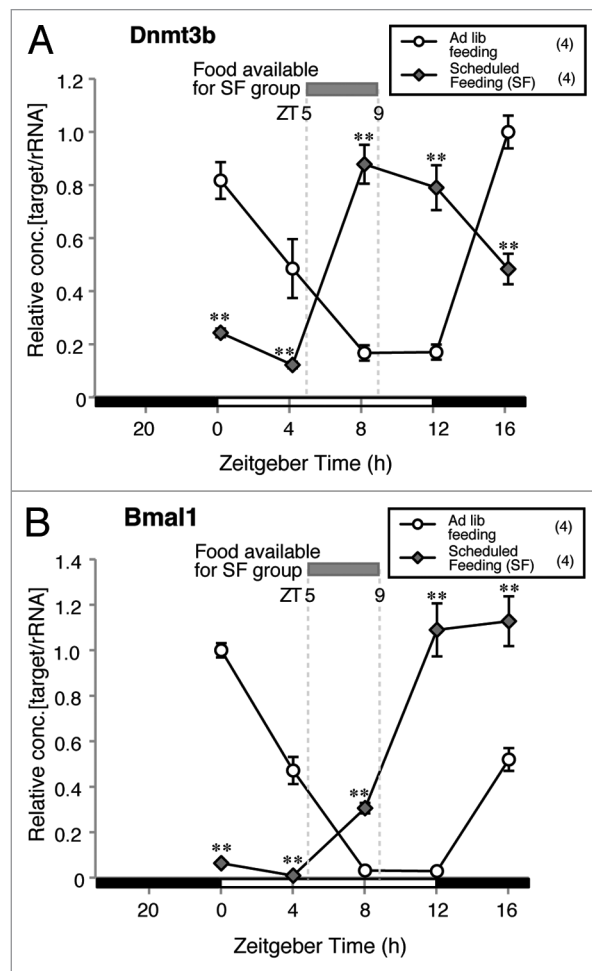 A
Dnmt3b
Ad lib feeding (4)
Scheduled Feeding (SF) (4)
Food available
for SF group
ZT 5 9
1.2
1.0
0.8
0.6
0.4
0.2
0
Relative conc.[target/rRNA]
**
**
**
**
**
20 0 4 8 12 16
Zeitgeber Time (h)
B
Bmal1
Ad lib feeding (4)
Scheduled Feeding (SF) (4)
Food available
for SF group
ZT 5 9
1.4
1.2
1.0
0.8
0.6
0.4
0.2
0
Relative conc.[target/rRNA]
**
**
**
**
**
20 0 4 8 12 16
Zeitgeber Time (h)